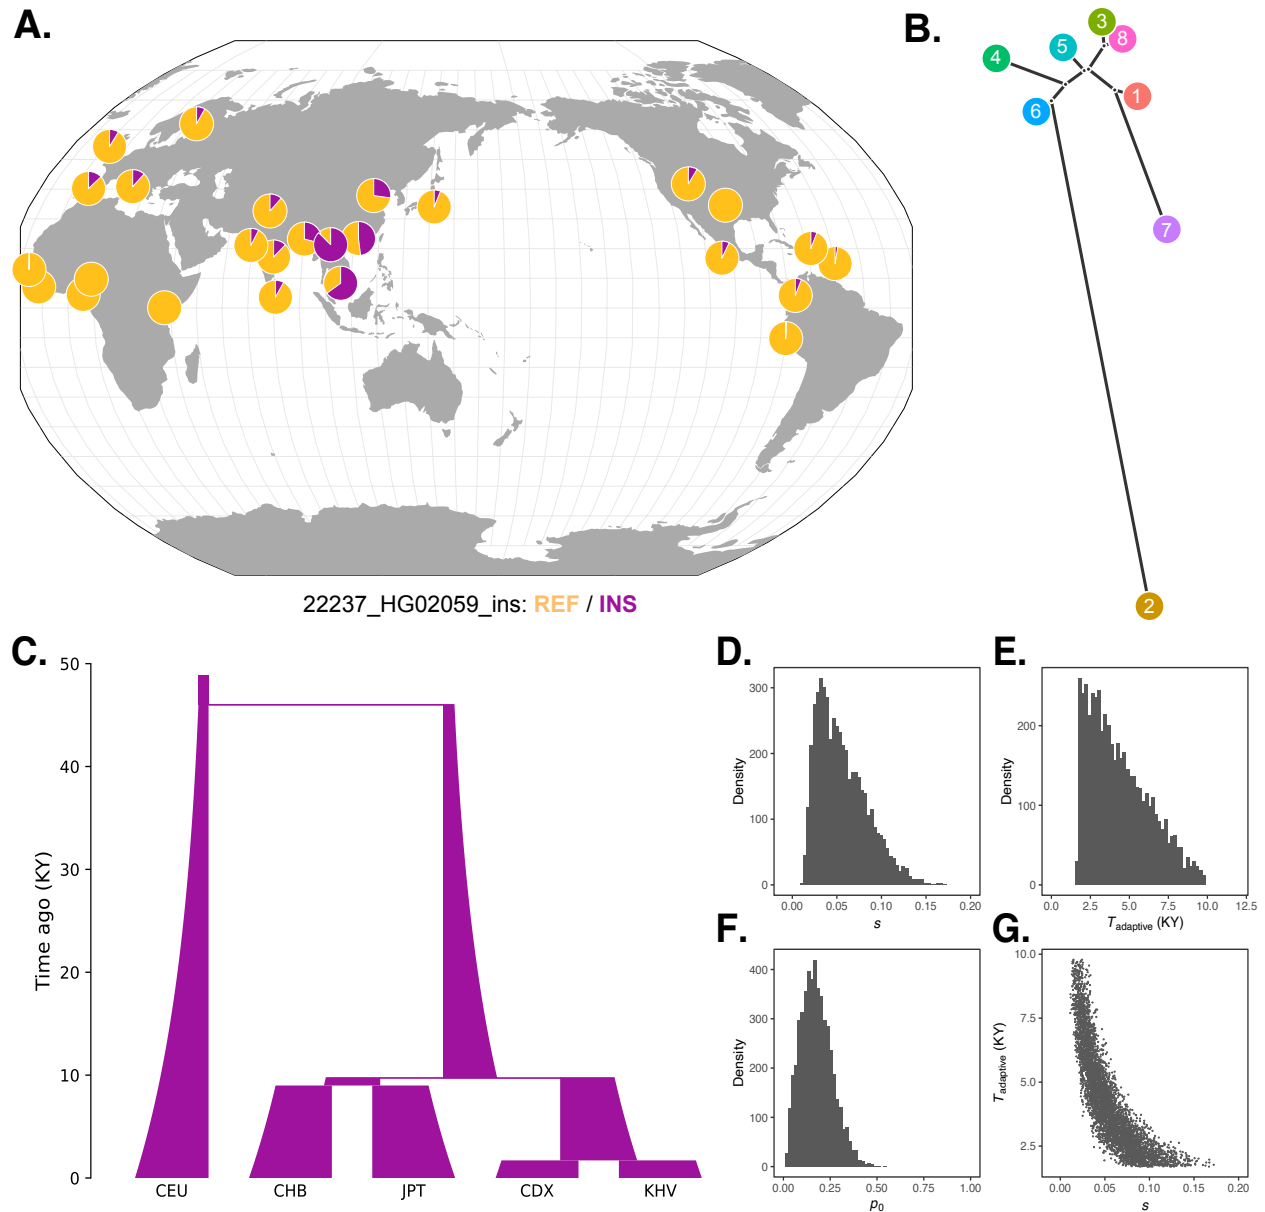 A.
22237_HG02059_ins: REF / INS
B.
3
8
5
4
1
6
7
2
C.
50
40
30
20
10
0
Time ago (KY)
CEU
CHB
JPT
CDX
KHV
D.
300
200
100
0
Density
0.00
0.05
0.10
0.15
0.20
s
E.
200
100
0
Density
0.0
2.5
5.0
7.5
10.0
12.5
Tadaptive (KY)
F.
400
300
200
100
0
Density
0.00
0.25
0.50
0.75
1.00
p0
G.
10.0
7.5
5.0
2.5
Tadaptive (KY)
0.00
0.05
0.10
0.15
0.20
s